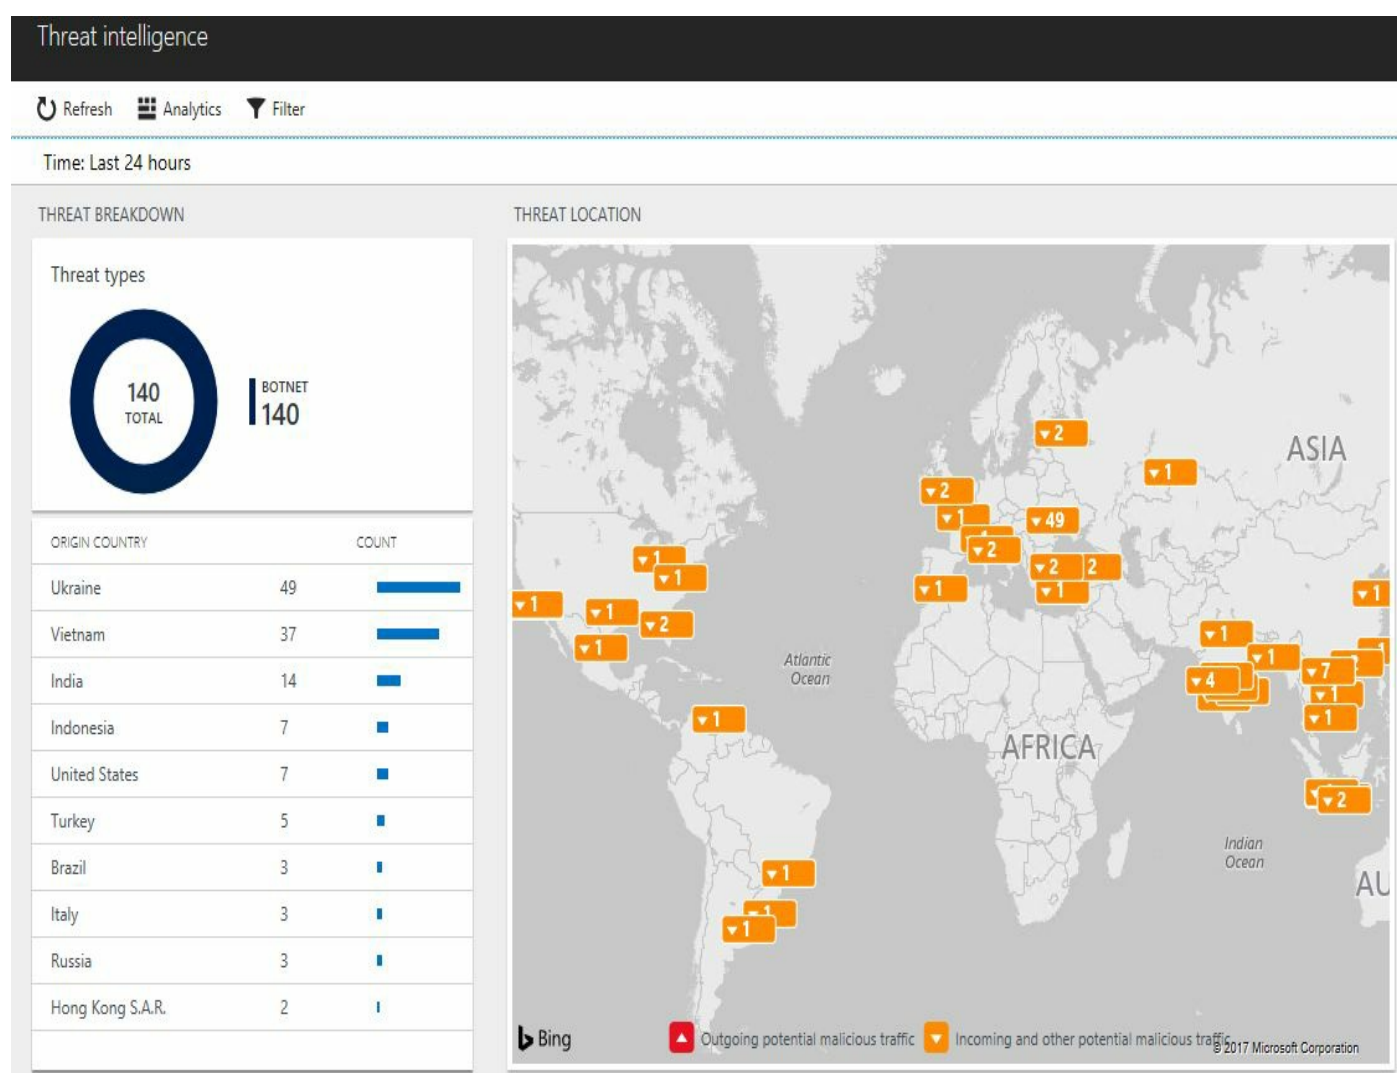 Threat intelligence
Refresh Analytics Filter
Time: Last 24 hours
THREAT BREAKDOWN
Threat types
140
TOTAL
BOTNET
140
ORIGIN COUNTRY COUNT
Ukraine 49
Vietnam 37
India 14
Indonesia 7
United States 7
Turkey 5
Brazil 3
Italy 3
Russia 3
Hong Kong S.A.R. 2
THREAT LOCATION
2
ASIA
1
2
1
49
2
2 2
1
1
1
1
1
1
1
2
1
1
1
Atlantic
Ocean
4
7
1
1
1
AFRICA
2
Indian
Ocean
1
AU
1
1
Bing
Outgoing potential malicious traffic
Incoming and other potential malicious traffic
© 2017 Microsoft Corporation